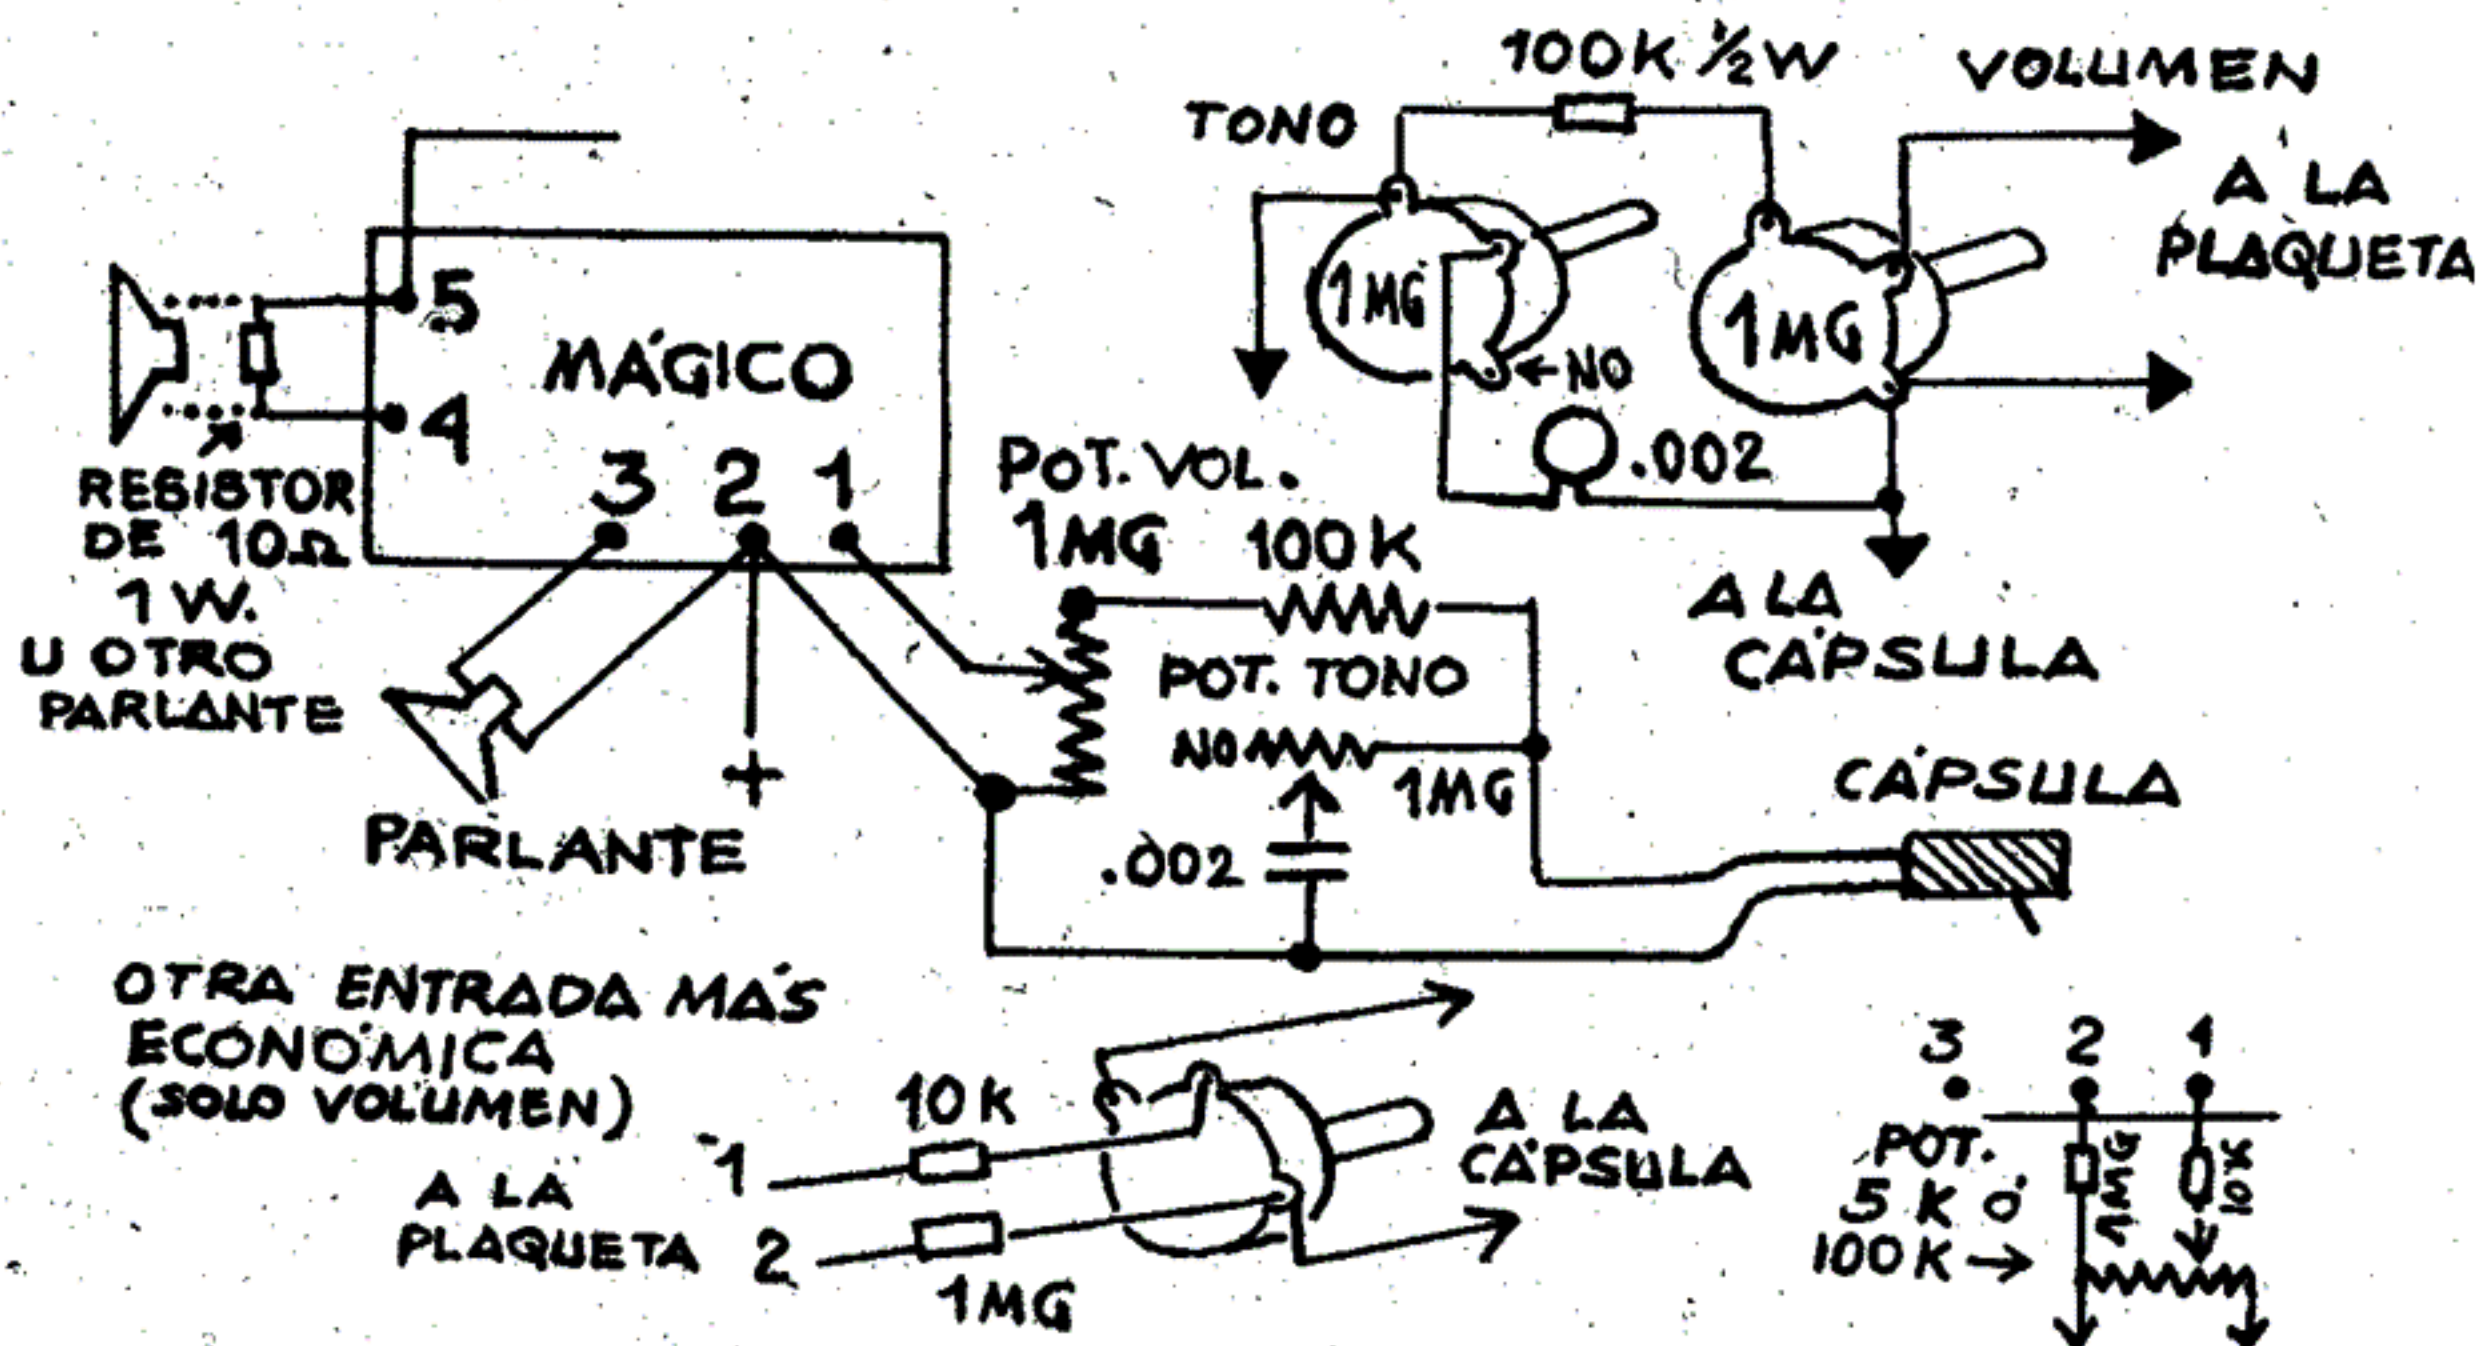 100K ½W
VOLUMEN
TONO
A LA
PLAQUETA
1MG
1MG
←NO
.002
A LA
CÁPSULA
5
MÁGICO
4
3 2 1
RESISTOR
DE 10Ω
1 W.
U OTRO
PARLANTE
PARLANTE
+
POT. VOL.
1MG 100K
POT. TONO
NO
1MG
.002
CÁPSULA
OTRA ENTRADA MÁS
ECONÓMICA
(SOLO VOLUMEN)
10K
1
A LA
PLAQUETA 2
1MG
A LA
CÁPSULA
3 2 1
POT.
5 K Ó
100K →
1MG
10K